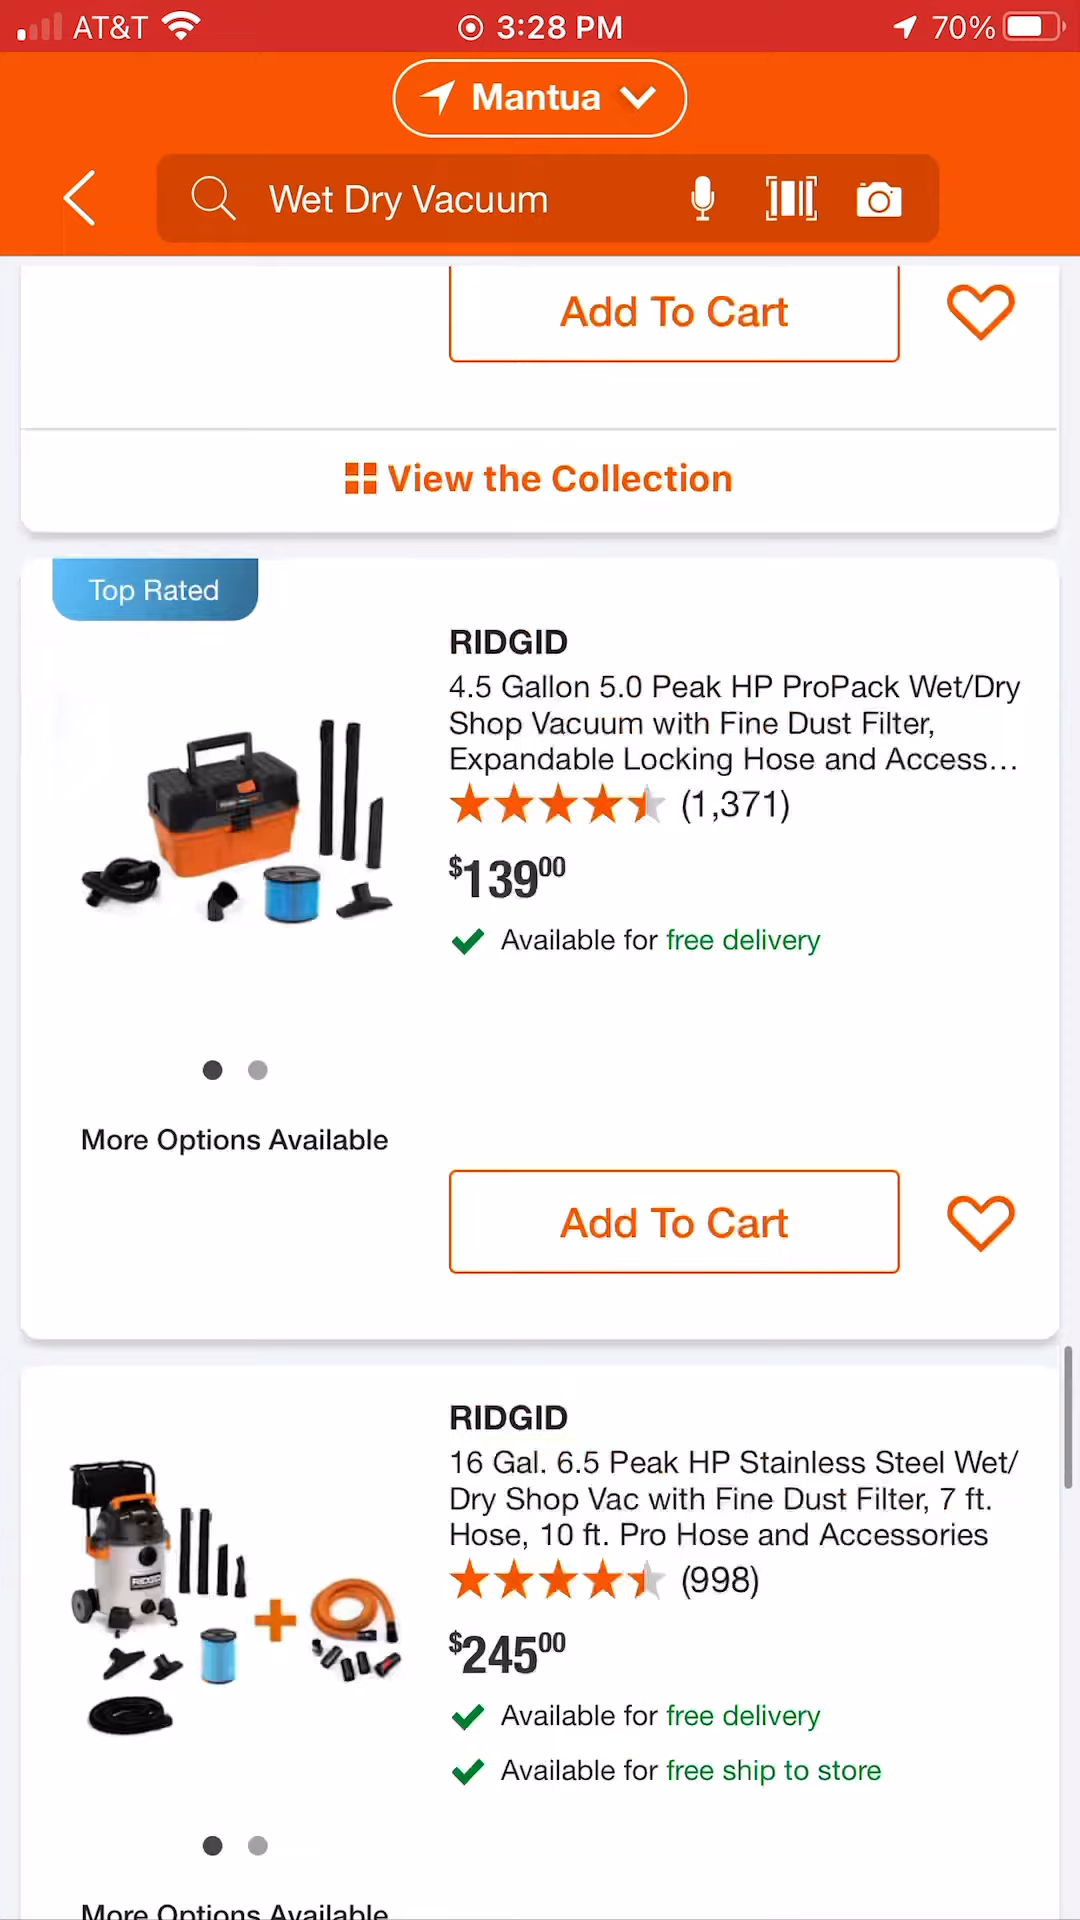 AT&T 3:28 PM 70%
Mantua
Wet Dry Vacuum
Add To Cart
View the Collection
Top Rated
RIDGID
4.5 Gallon 5.0 Peak HP ProPack Wet/Dry
Shop Vacuum with Fine Dust Filter,
Expandable Locking Hose and Access...
(1,371)
$13900
Available for free delivery
More Options Available
Add To Cart
RIDGID
16 Gal. 6.5 Peak HP Stainless Steel Wet/
Dry Shop Vac with Fine Dust Filter, 7 ft.
Hose, 10 ft. Pro Hose and Accessories
(998)
$24500
Available for free delivery
Available for free ship to store
More Options Available